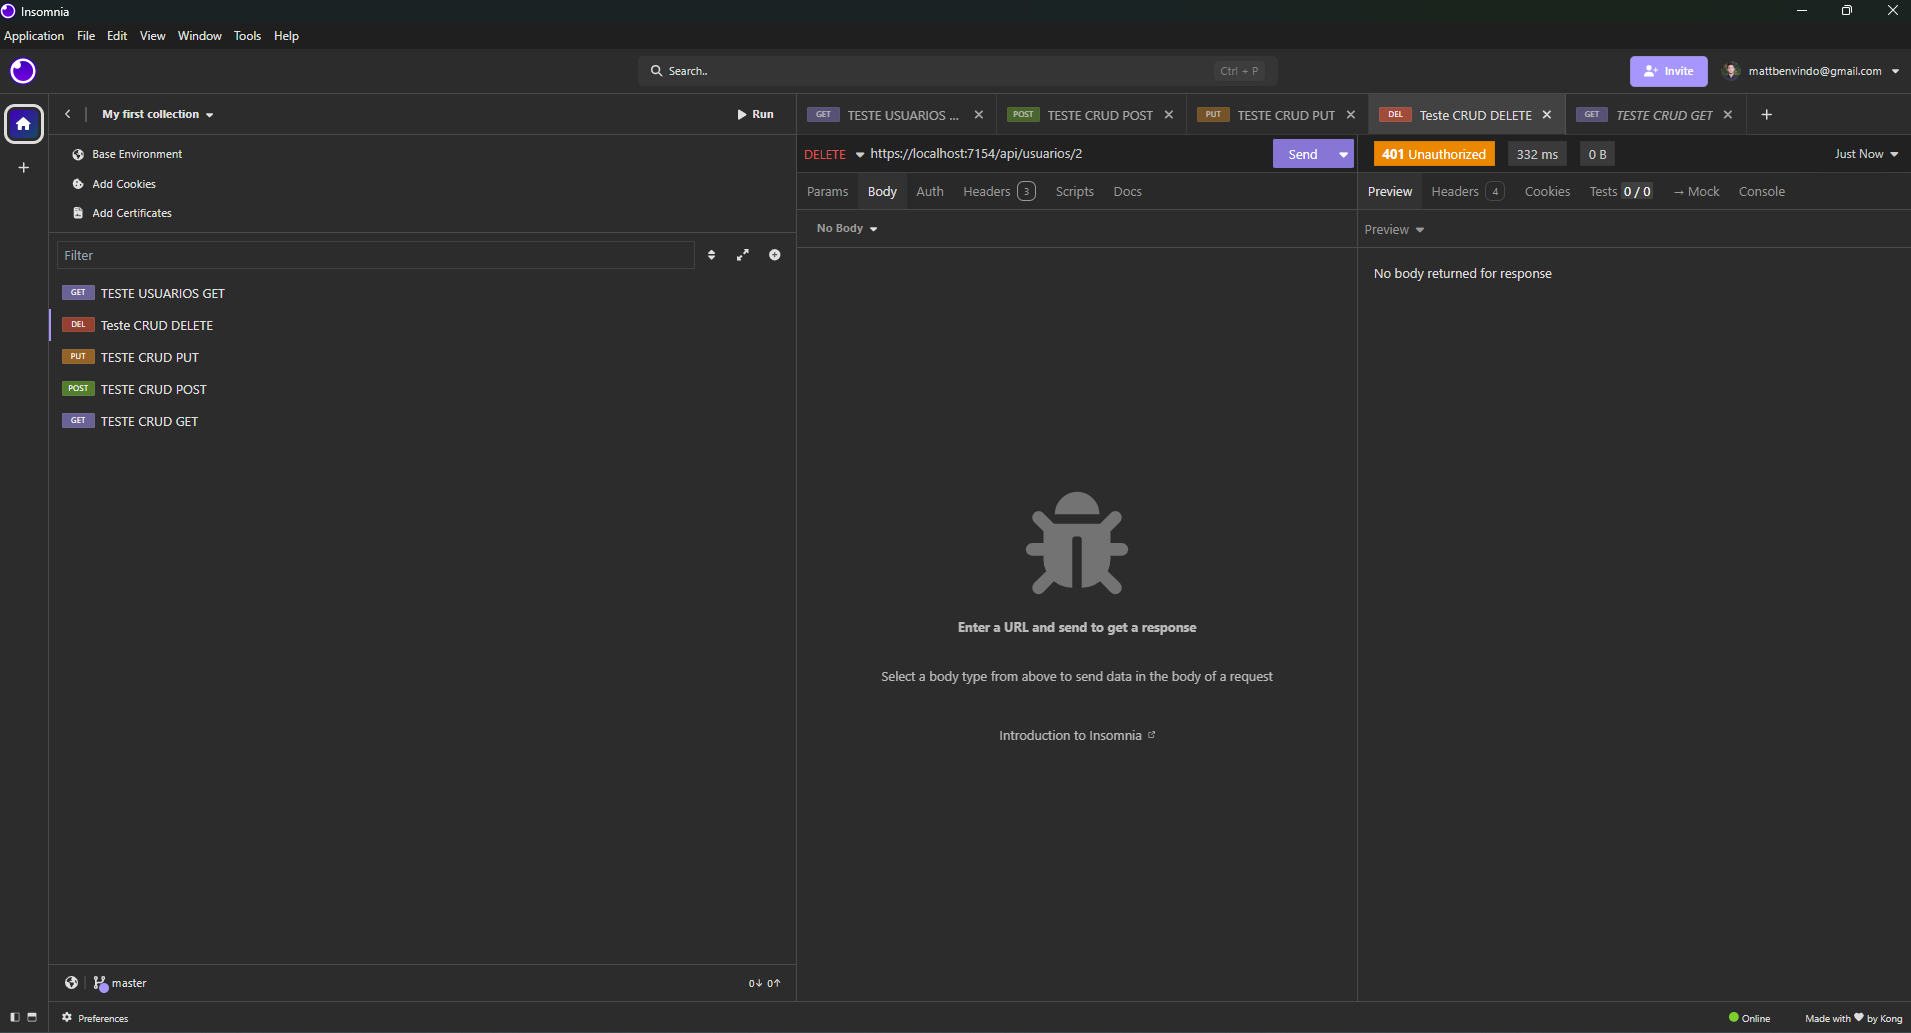 Insomnia
Application File Edit View Window Tools Help
Search.. Ctrl + P
Invite mattbenvindo@gmail.com
My first collection Run
GET TESTE USUARIOS ... POST TESTE CRUD POST PUT TESTE CRUD PUT DEL Teste CRUD DELETE GET TESTE CRUD GET
Base Environment
Add Cookies
Add Certificates
Filter
GET TESTE USUARIOS GET
DEL Teste CRUD DELETE
PUT TESTE CRUD PUT
POST TESTE CRUD POST
GET TESTE CRUD GET
DELETE https://localhost:7154/api/usuarios/2 Send
Params Body Auth Headers 3 Scripts Docs
No Body
Enter a URL and send to get a response
Select a body type from above to send data in the body of a request
Introduction to Insomnia
401 Unauthorized 332 ms 0 B Just Now
Preview Headers 4 Cookies Tests 0 / 0 → Mock Console
Preview
No body returned for response
master 0↓ 0↑
Preferences
Online Made with ♥ by Kong